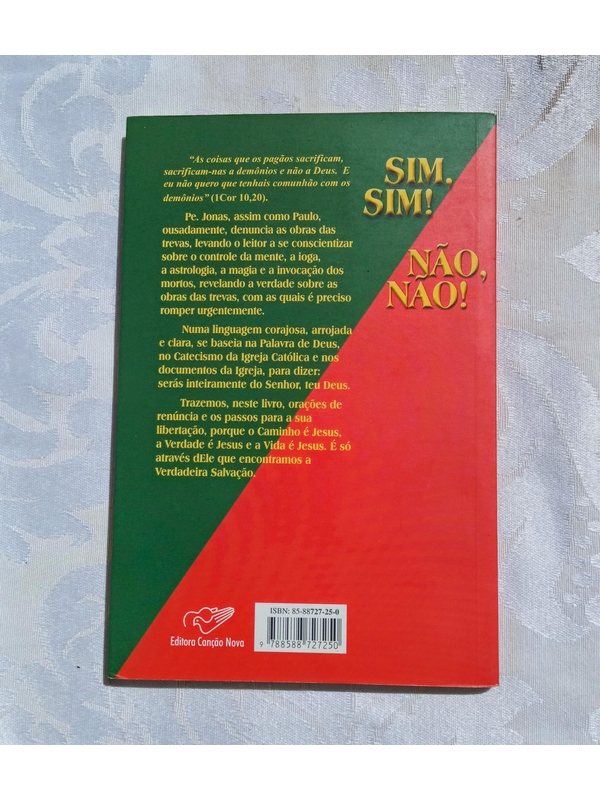 "As coisas que os pagãos sacrificam,
sacrificam-nas a demônios e não a Deus. E
eu não quero que tenhais comunhão com os
demônios" (1Cor 10,20).
Pe. Jonas, assim como Paulo,
ousadamente, denuncia as obras das
trevas, levando o leitor a se conscientizar
sobre o controle da mente, a ioga,
a astrologia, a magia e a invocação dos
mortos, revelando a verdade sobre as
obras das trevas, com as quais é preciso
romper urgentemente.
Numa linguagem corajosa, arrojada
e clara, se baseia na Palavra de Deus,
no Catecismo da Igreja Católica e nos
documentos da Igreja, para dizer:
serás inteiramente do Senhor, teu Deus.
Trazemos, neste livro, orações de
renúncia e os passos para a sua
libertação, porque o Caminho é Jesus,
a Verdade é Jesus e a Vida é Jesus. É só
através dEle que encontramos a
Verdadeira Salvação.
SIM,
SIM!
NÃO,
NÃO!
Editora Canção Nova
ISBN: 85-88727-25-0
9 788588 727250